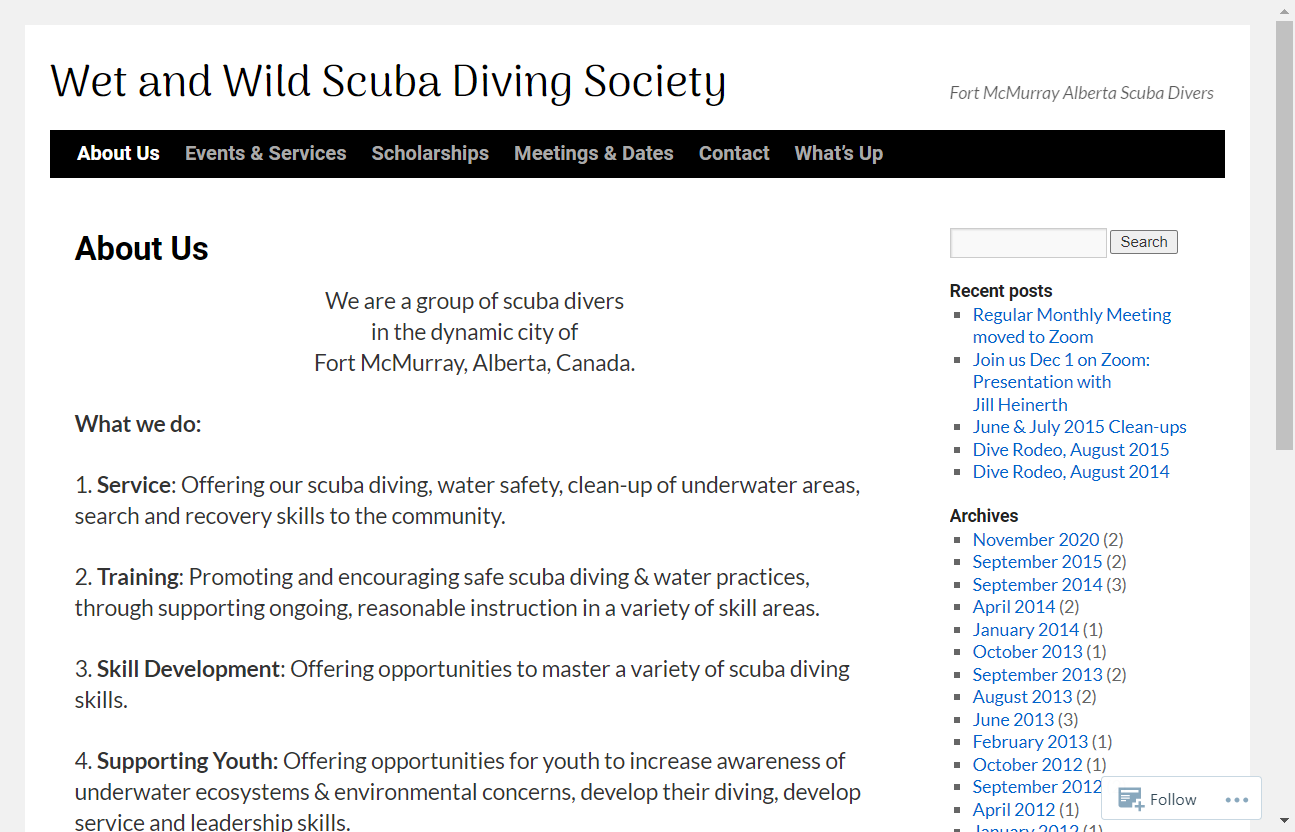 Wet and Wild Scuba Diving Society
Fort McMurray Alberta Scuba Divers
About Us Events & Services Scholarships Meetings & Dates Contact What’s Up
About Us
We are a group of scuba divers
in the dynamic city of
Fort McMurray, Alberta, Canada.
What we do:
1. Service: Offering our scuba diving, water safety, clean-up of underwater areas,
search and recovery skills to the community.
2. Training: Promoting and encouraging safe scuba diving & water practices,
through supporting ongoing, reasonable instruction in a variety of skill areas.
3. Skill Development: Offering opportunities to master a variety of scuba diving
skills.
4. Supporting Youth: Offering opportunities for youth to increase awareness of
underwater ecosystems & environmental concerns, develop their diving, develop
service and leadership skills.
Search
Recent posts
Regular Monthly Meeting
moved to Zoom
Join us Dec 1 on Zoom:
Presentation with
Jill Heinerth
June & July 2015 Clean-ups
Dive Rodeo, August 2015
Dive Rodeo, August 2014
Archives
November 2020 (2)
September 2015 (2)
September 2014 (3)
April 2014 (2)
January 2014 (1)
October 2013 (1)
September 2013 (2)
August 2013 (2)
June 2013 (3)
February 2013 (1)
October 2012 (1)
September 2012
April 2012 (1)
January 2012 (1)
Follow